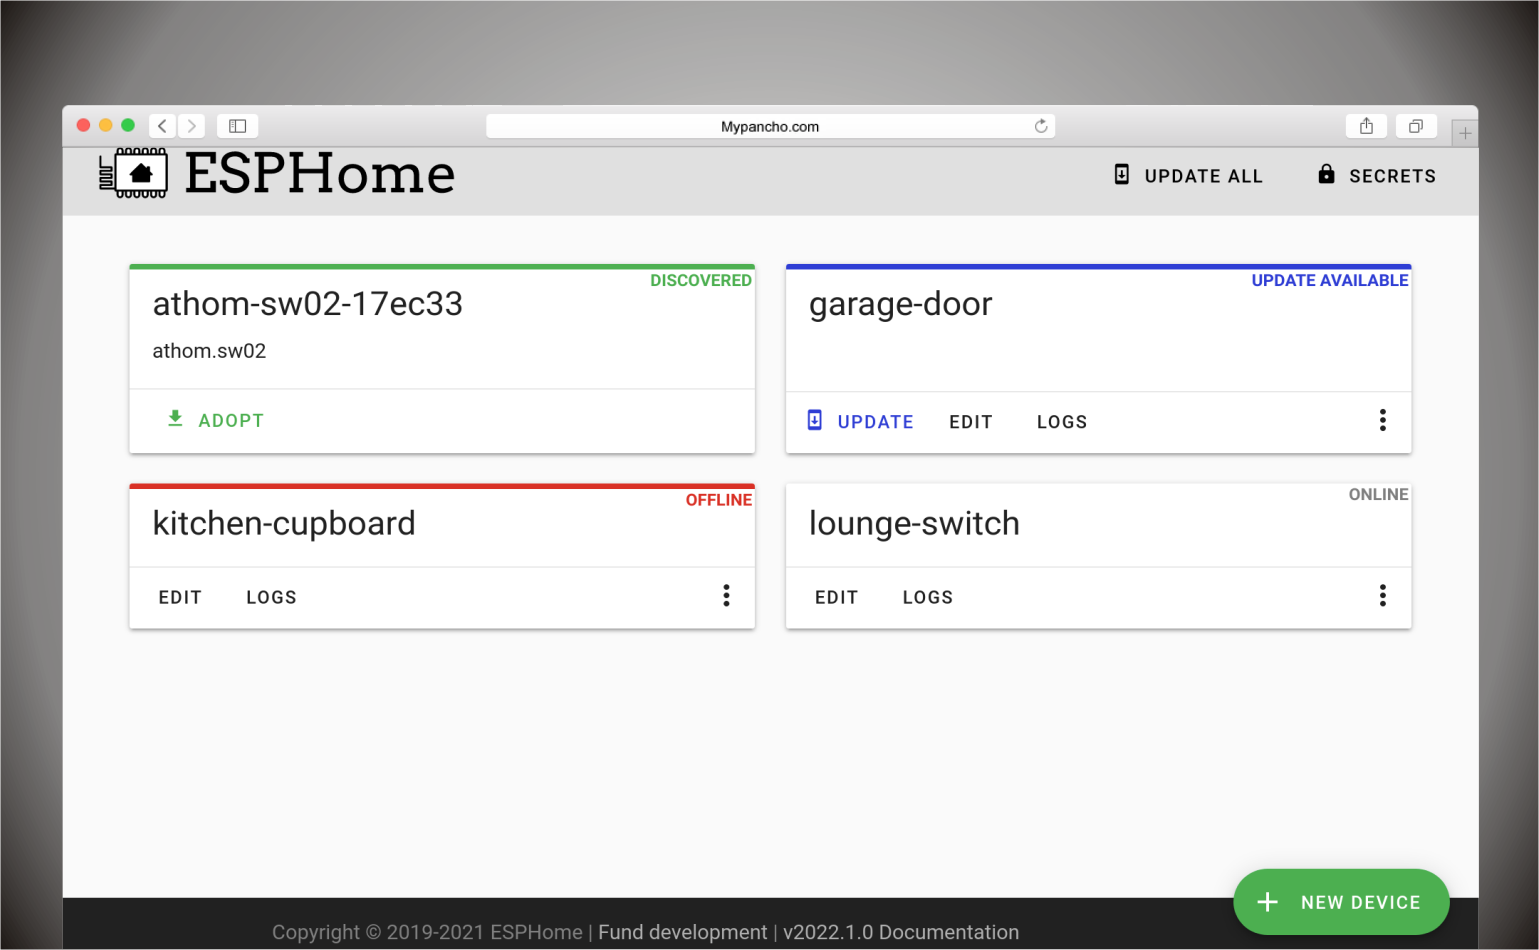 Mypancho.com
ESPHome
UPDATE ALL
SECRETS
DISCOVERED
athom-sw02-17ec33
athom.sw02
ADOPT
UPDATE AVAILABLE
garage-door
UPDATE EDIT LOGS
OFFLINE
kitchen-cupboard
EDIT LOGS
ONLINE
lounge-switch
EDIT LOGS
NEW DEVICE
Copyright © 2019-2021 ESPHome | Fund development | v2022.1.0 Documentation